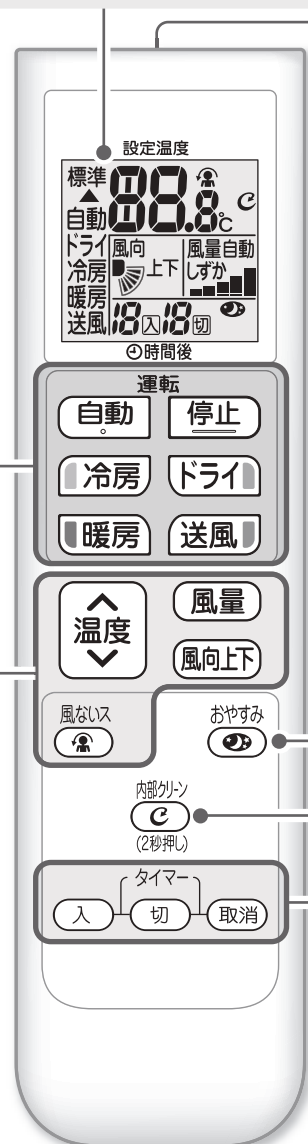 設定温度
標準
自動 88.8℃
ドライ 風向 風量自動
冷房 上下 しずか
暖房
送風 18入 18切
時間後
運転
自動 停止
冷房 ドライ
暖房 送風
温度 風量
風向上下
風ないス おやすみ
内部クリーン
(2秒押し)
タイマー
入 切 取消